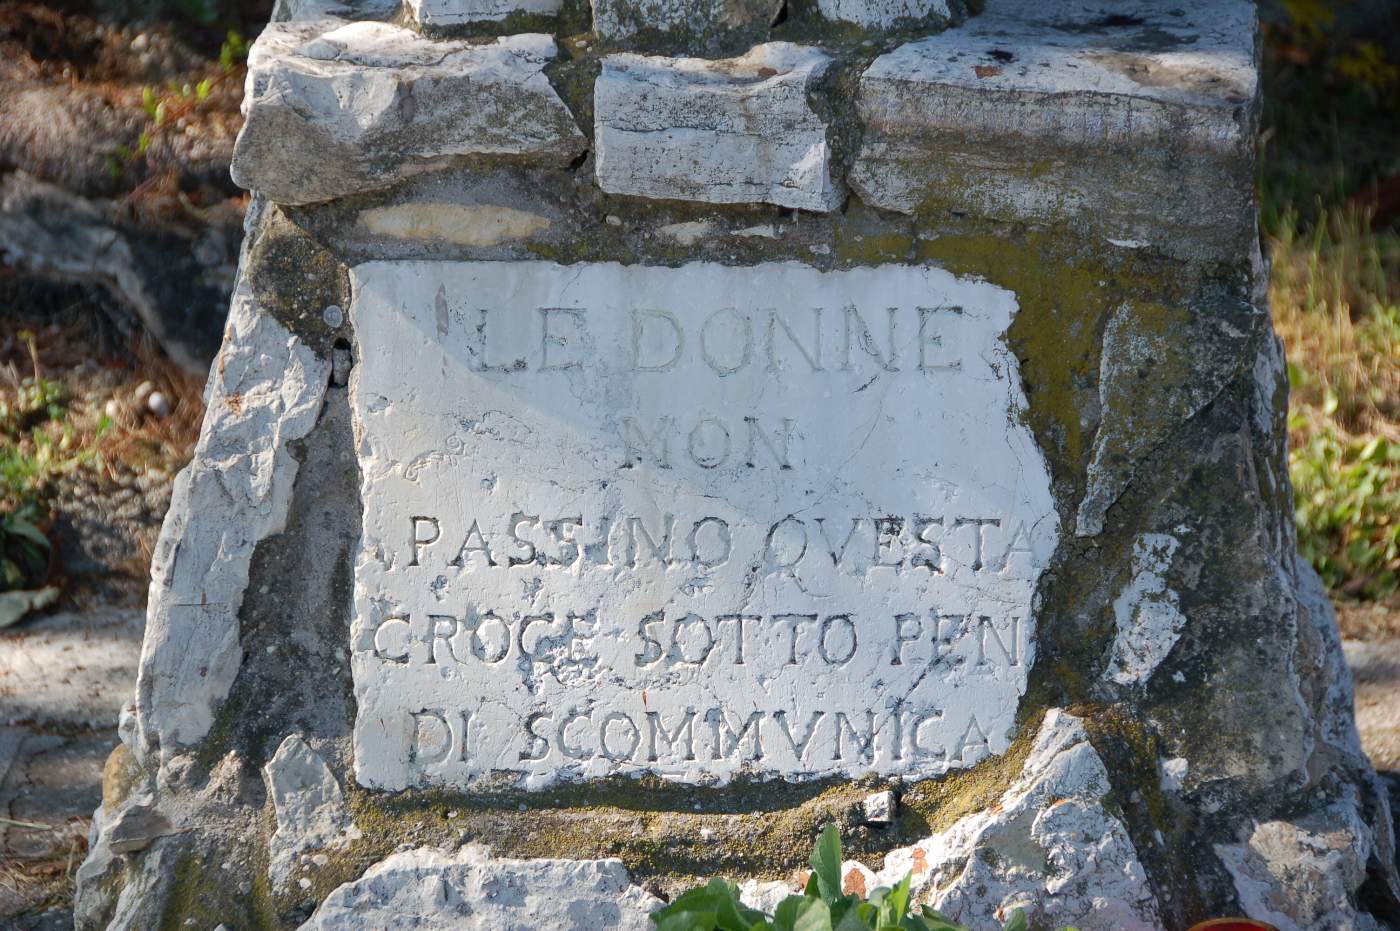 LE DONNE
MON
PASSINO QVESTA
CROCE SOTTO PEN
DI SCOMMVNICA